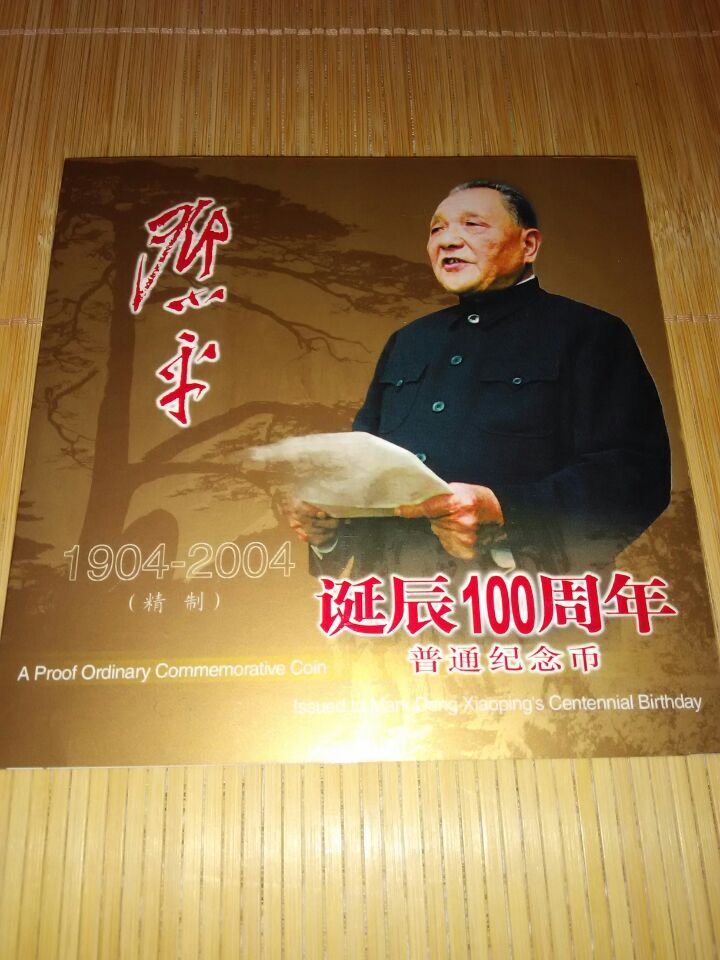 邓小平
1904-2004
(精制)
诞辰100周年
普通纪念币
A Proof Ordinary Commemorative Coin
Issued to Mark Deng Xiaoping's Centennial Birthday